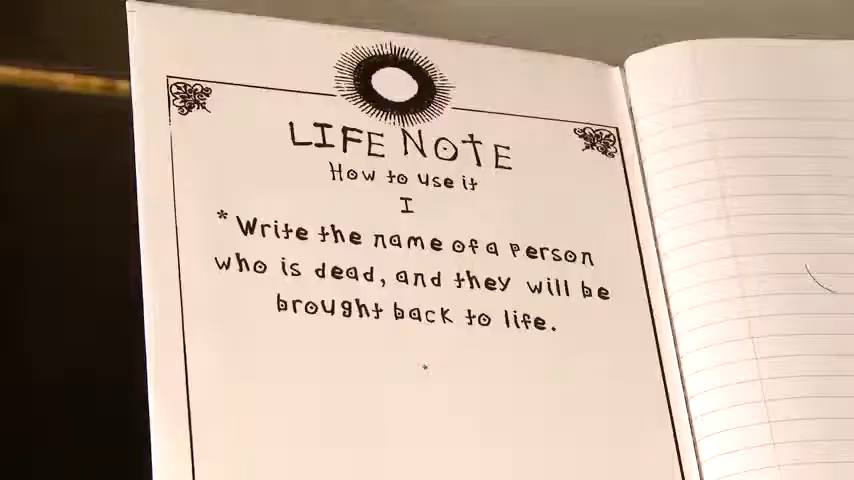 LIFE NOTE
How to use it
I
*Write the name of a person
who is dead, and they will be
brought back to life.